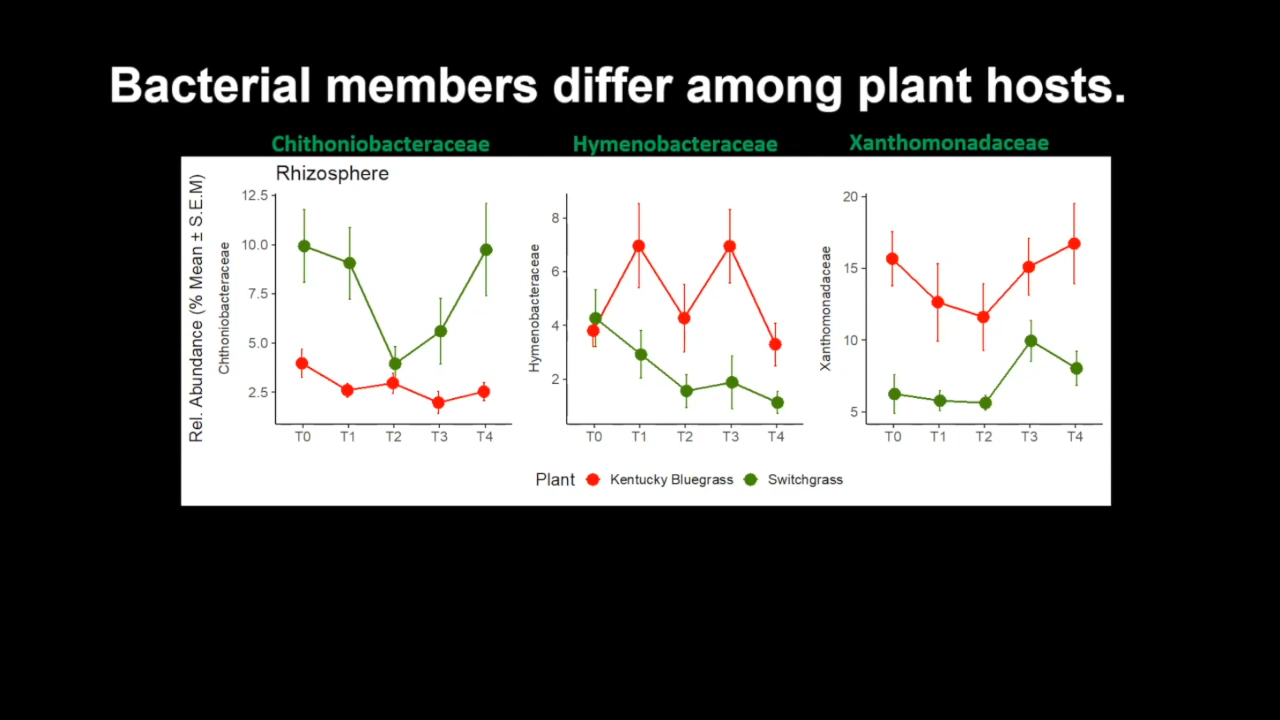 Bacterial members differ among plant hosts.
Chithoniobacteraceae Hymenobacteraceae Xanthomonadaceae
Rhizosphere
Rel. Abundance (% Mean ± S.E.M)
Chthoniobacteraceae
12.5
10.0
7.5
5.0
2.5
T0 T1 T2 T3 T4
Hymenobacteraceae
8
6
4
2
T0 T1 T2 T3 T4
Xanthomonadaceae
20
15
10
5
T0 T1 T2 T3 T4
Plant Kentucky Bluegrass Switchgrass